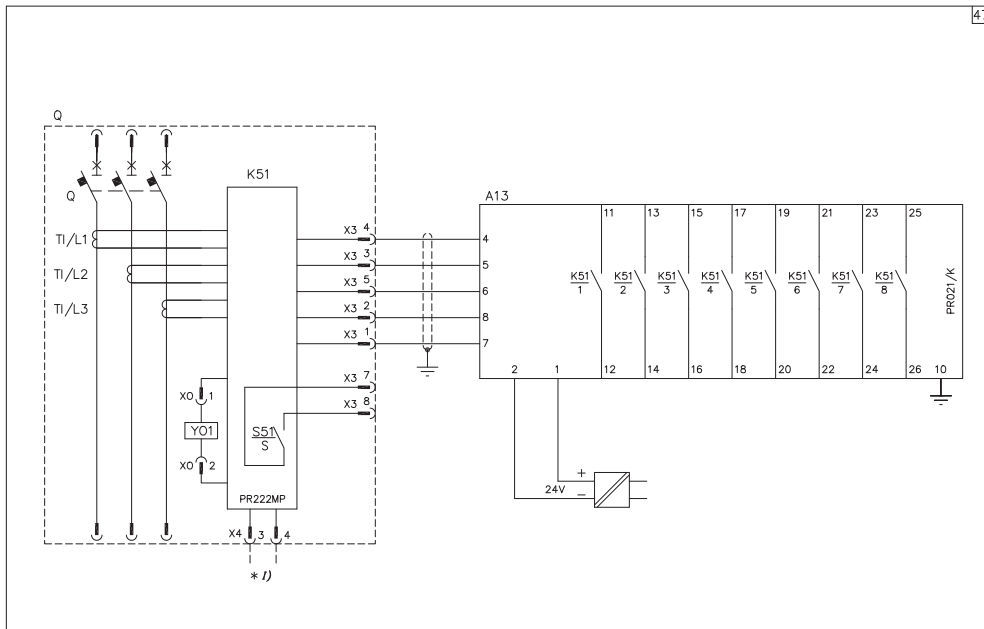 47
Q
K51
Q
A13
11 13 15 17 19 21 23 25
TI/L1
TI/L2
TI/L3
X3 4
X3 3
X3 5
X3 2
X3 1
4
5
6
8
7
K51 1
K51 2
K51 3
K51 4
K51 5
K51 6
K51 7
K51 8
PR021/K
2 1 12 14 16 18 20 22 24 26 10
X3 7
X3 8
X0 1
Y01
X0 2
S51 S
PR222MP
X4 3 4
* 1)
+
24V −